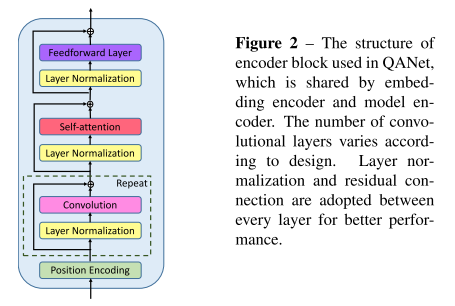 Feedforward Layer
Layer Normalization
Self-attention
Layer Normalization
Repeat
Convolution
Layer Normalization
Position Encoding
Figure 2 – The structure of
encoder block used in QANet,
which is shared by embed-
ding encoder and model en-
coder. The number of convo-
lutional layers varies accord-
ing to design. Layer nor-
malization and residual con-
nection are adopted between
every layer for better perfor-
mance.